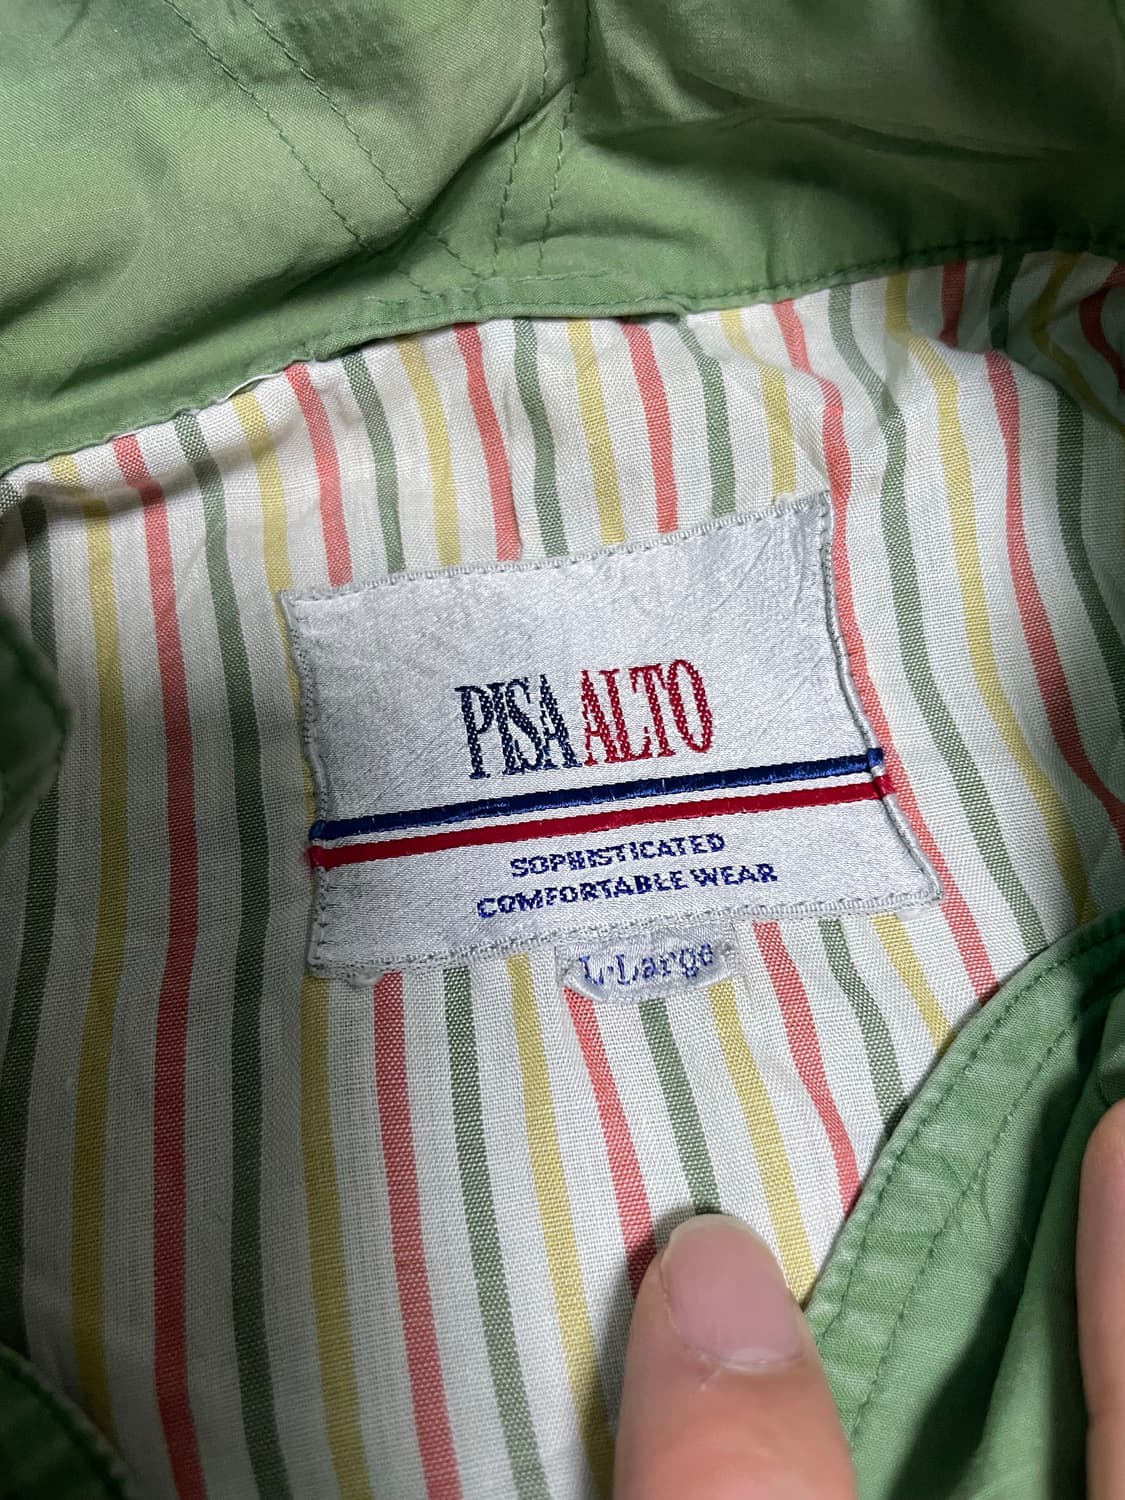 PISA ALTO
SOPHISTICATED
COMFORTABLE WEAR
L-Large